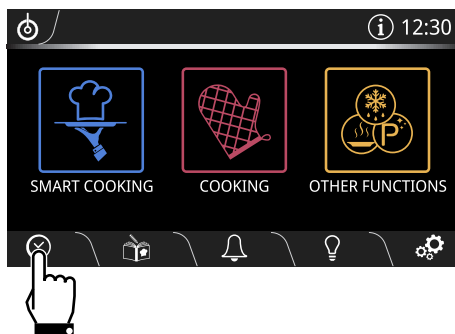 12:30
SMART COOKING
COOKING
OTHER FUNCTIONS
P